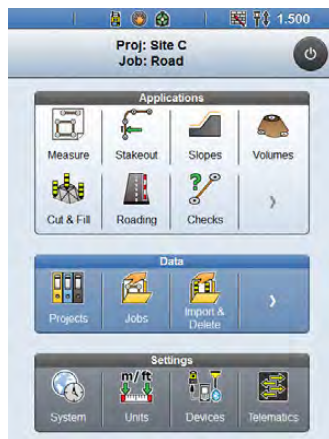 1.500
Proj: Site C
Job: Road
Applications
Measure Stakeout Slopes Volumes
Cut & Fill Roading Checks
Data
Projects Jobs Import & Delete
Settings
m/ft
System Units Devices Telematics